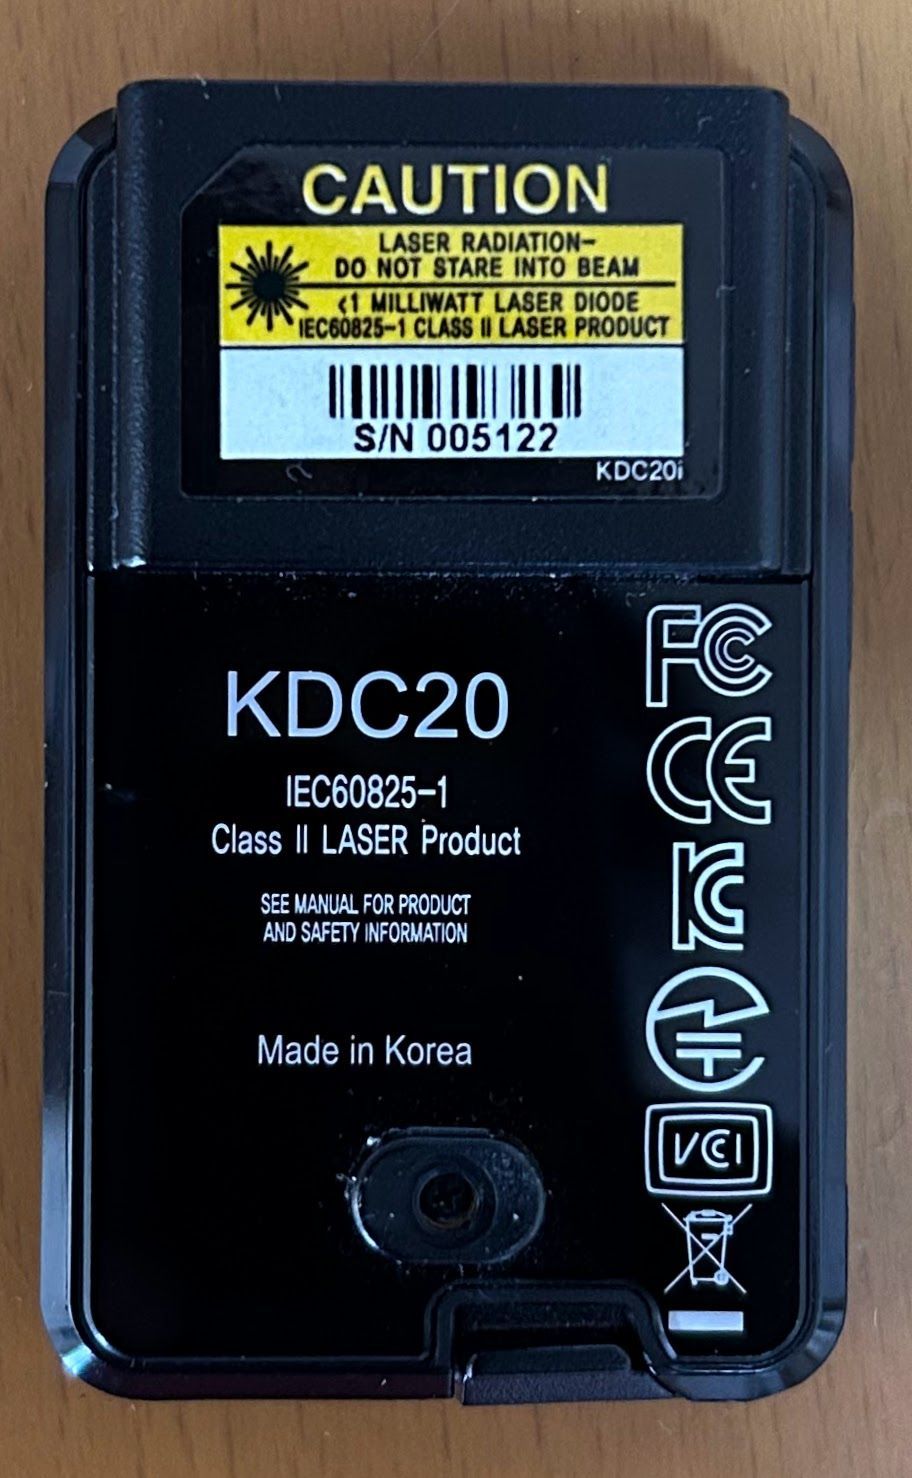 CAUTION
LASER RADIATION-
DO NOT STARE INTO BEAM
<1 MILLIWATT LASER DIODE
IEC60825-1 CLASS II LASER PRODUCT
S/N 005122
KDC20i
KDC20
IEC60825-1
Class II LASER Product
SEE MANUAL FOR PRODUCT
AND SAFETY INFORMATION
Made in Korea
FC
CE
KC
VCI